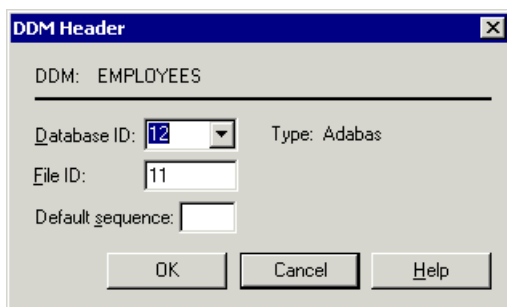 DDM Header
DDM: EMPLOYEES
Database ID: 12 Type: Adabas
File ID: 11
Default sequence:
OK Cancel Help